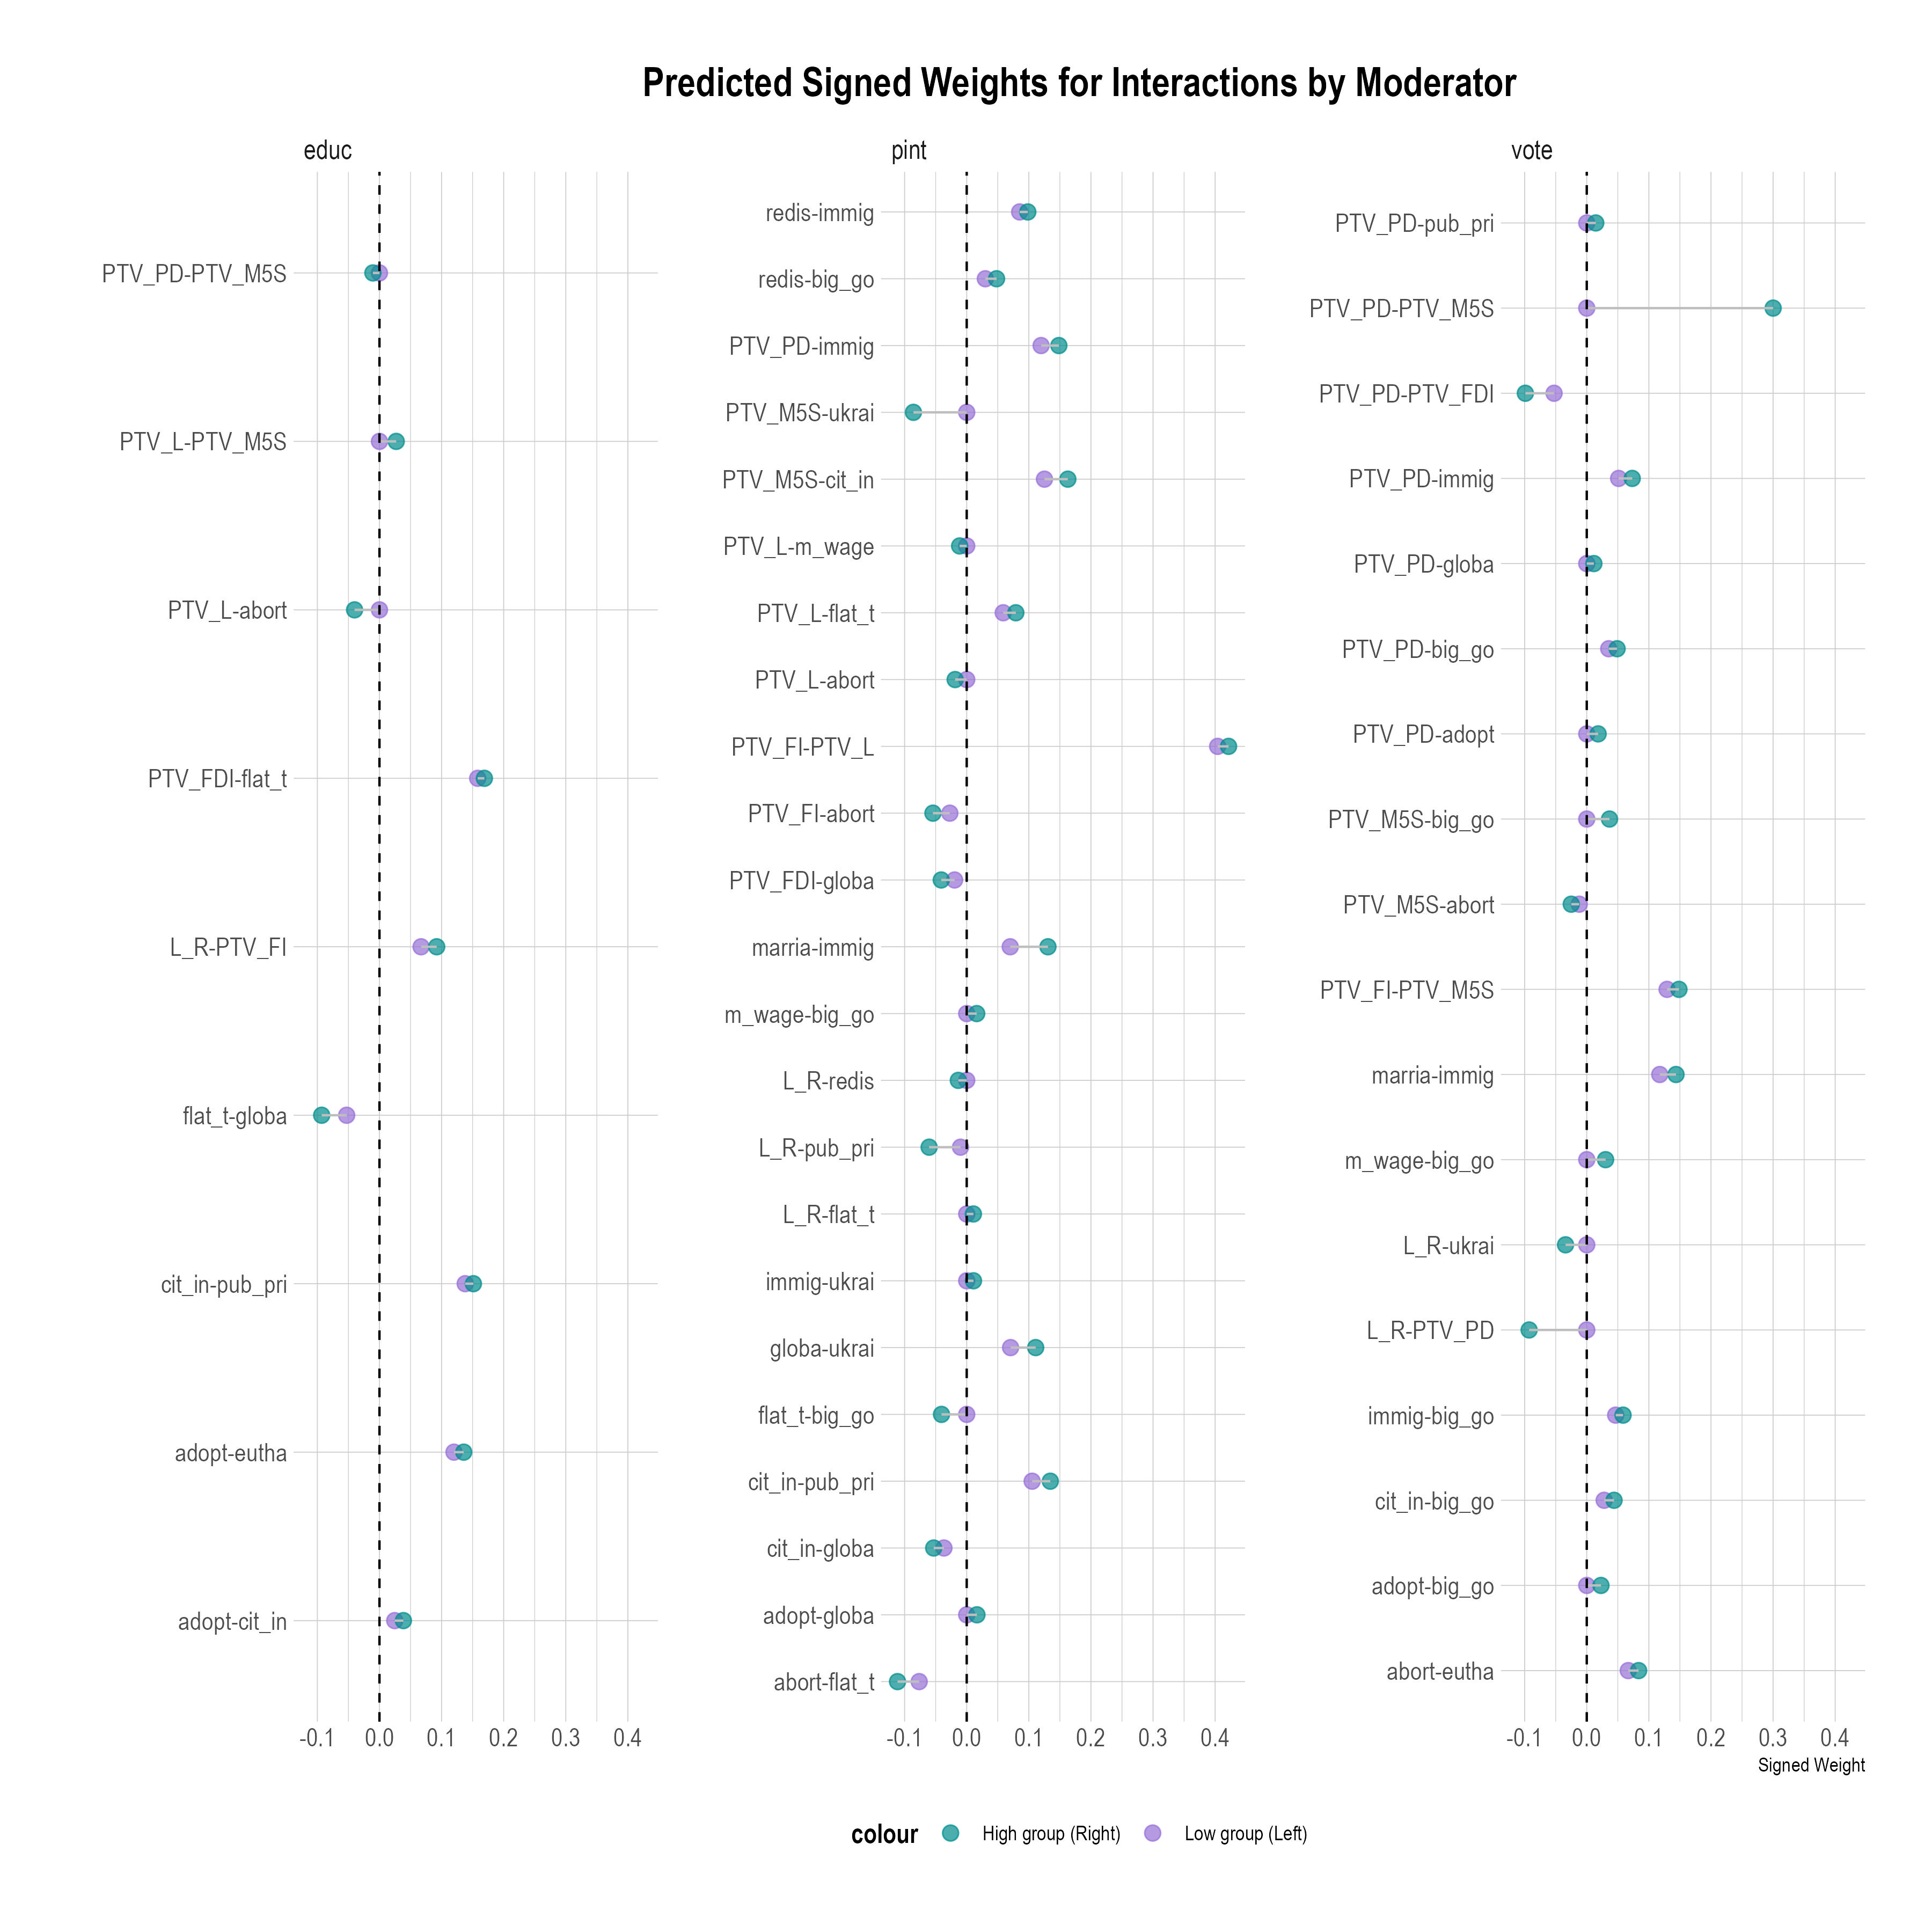 Predicted Signed Weights for Interactions by Moderator
educ
PTV_PD-PTV_M5S
PTV_L-PTV_M5S
PTV_L-abort
PTV_FDI-flat_t
L_R-PTV_FI
flat_t-globa
cit_in-pub_pri
adopt-eutha
adopt-cit_in
-0.1 0.0 0.1 0.2 0.3 0.4
pint
redis-immig
redis-big_go
PTV_PD-immig
PTV_M5S-ukrai
PTV_M5S-cit_in
PTV_L-m_wage
PTV_L-flat_t
PTV_L-abort
PTV_FI-PTV_L
PTV_FI-abort
PTV_FDI-globa
marria-immig
m_wage-big_go
L_R-redis
L_R-pub_pri
L_R-flat_t
immig-ukrai
globa-ukrai
flat_t-big_go
cit_in-pub_pri
cit_in-globa
adopt-globa
abort-flat_t
-0.1 0.0 0.1 0.2 0.3 0.4
vote
PTV_PD-pub_pri
PTV_PD-PTV_M5S
PTV_PD-PTV_FDI
PTV_PD-immig
PTV_PD-globa
PTV_PD-big_go
PTV_PD-adopt
PTV_M5S-big_go
PTV_M5S-abort
PTV_FI-PTV_M5S
marria-immig
m_wage-big_go
L_R-ukrai
L_R-PTV_PD
immig-big_go
cit_in-big_go
adopt-big_go
abort-eutha
-0.1 0.0 0.1 0.2 0.3 0.4
Signed Weight
colour High group (Right) Low group (Left)